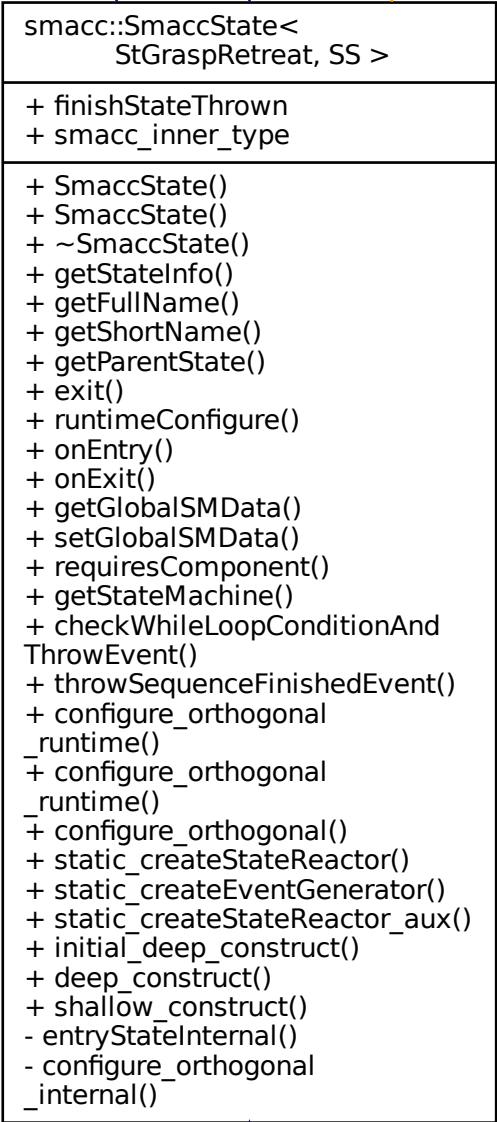 smacc::SmaccState<
StGraspRetreat, SS >
+ finishStateThrown
+ smacc_inner_type
+ SmaccState()
+ SmaccState()
+ ~SmaccState()
+ getStateInfo()
+ getFullName()
+ getShortName()
+ getParentState()
+ exit()
+ runtimeConfigure()
+ onEntry()
+ onExit()
+ getGlobalSMData()
+ setGlobalSMData()
+ requiresComponent()
+ getStateMachine()
+ checkWhileLoopConditionAnd
ThrowEvent()
+ throwSequenceFinishedEvent()
+ configure_orthogonal
_runtime()
+ configure_orthogonal
_runtime()
+ configure_orthogonal()
+ static_createStateReactor()
+ static_createEventGenerator()
+ static_createStateReactor_aux()
+ initial_deep_construct()
+ deep_construct()
+ shallow_construct()
- entryStateInternal()
- configure_orthogonal
_internal()